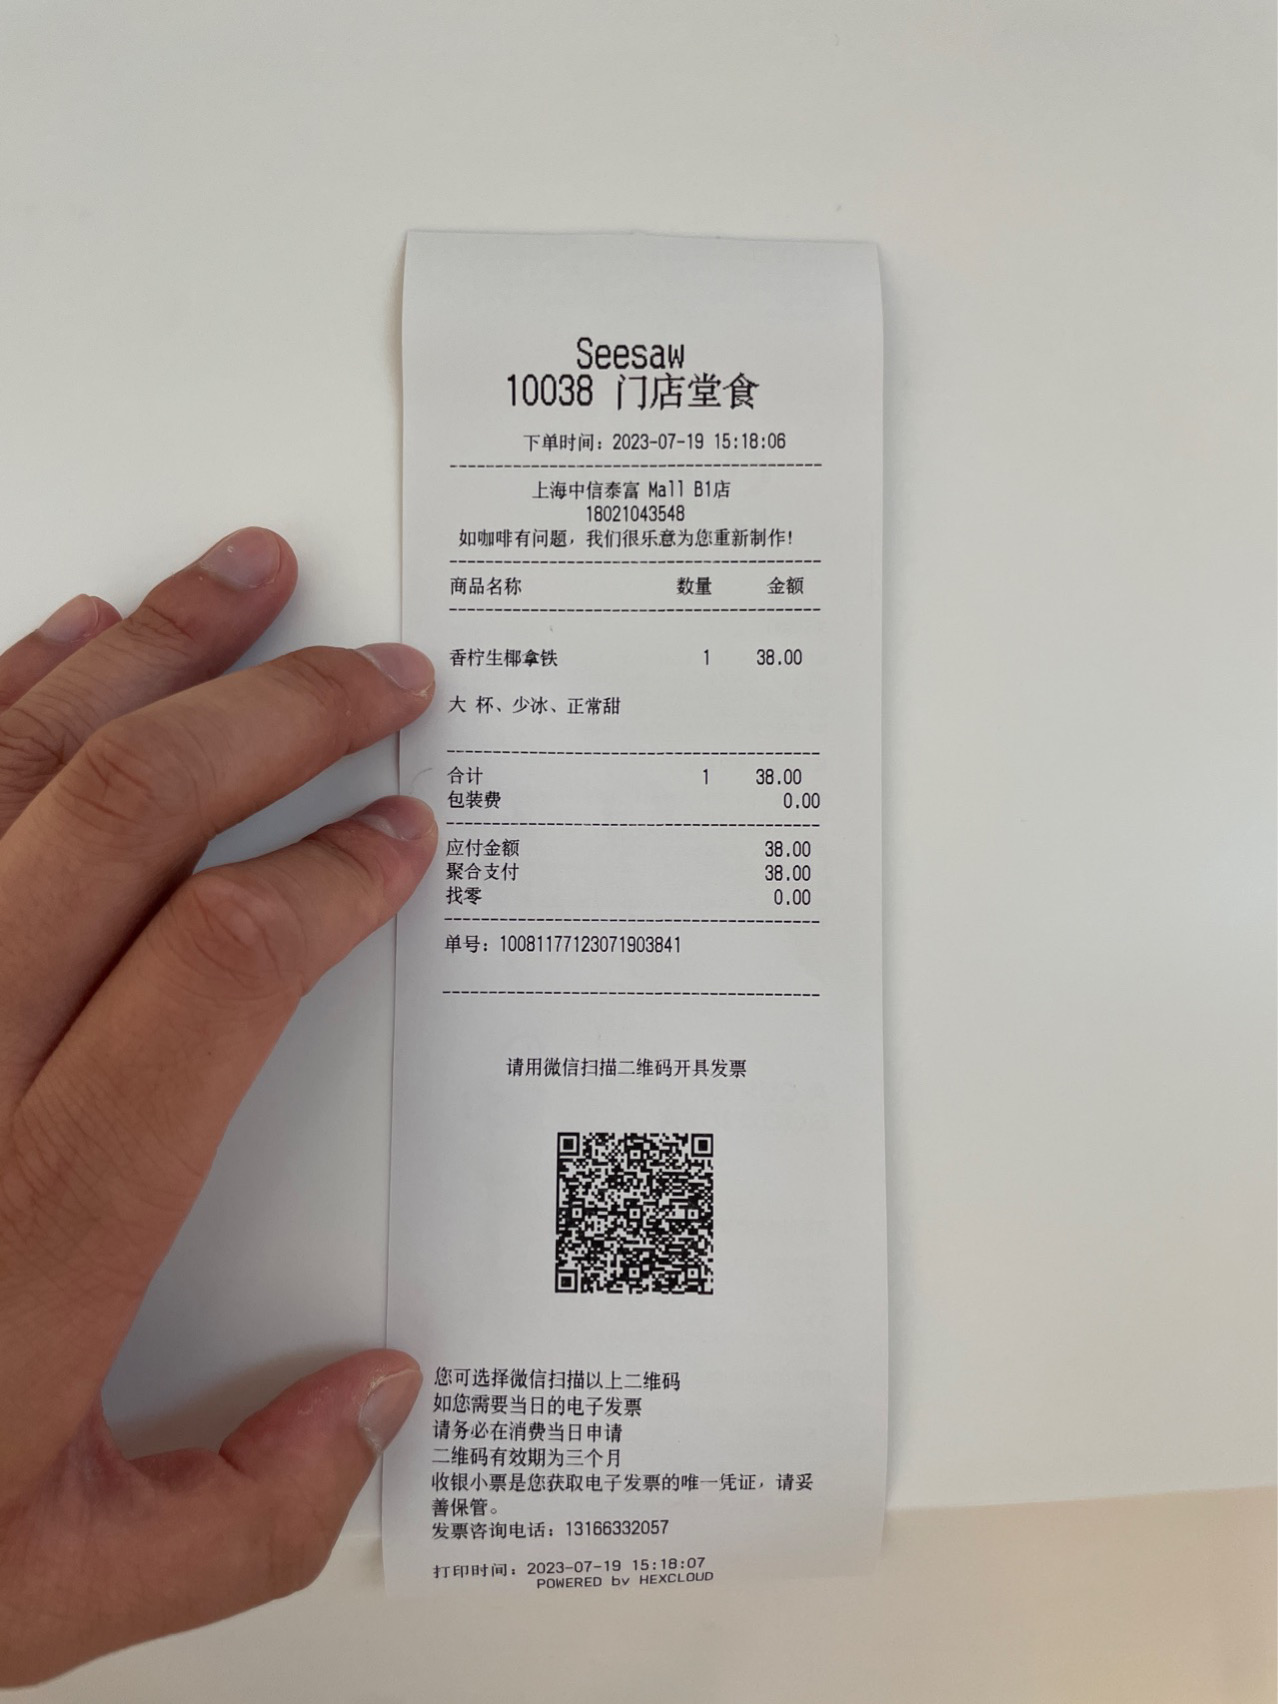 Seesaw
10038 门店堂食
下单时间：2023-07-19 15:18:06
上海中信泰富 Mall B1店
18021043548
如咖啡有问题，我们很乐意为您重新制作！
商品名称 数量 金额
香柠生椰拿铁 1 38.00
大 杯、少冰、正常甜
合计 1 38.00
包装费 0.00
应付金额 38.00
聚合支付 38.00
找零 0.00
单号：10081177123071903841
请用微信扫描二维码开具发票
您可选择微信扫描以上二维码
如您需要当日的电子发票
请务必在消费当日申请
二维码有效期为三个月
收银小票是您获取电子发票的唯一凭证，请妥
善保管。
发票咨询电话：13166332057
打印时间：2023-07-19 15:18:07
POWERED by HEXCLOUD